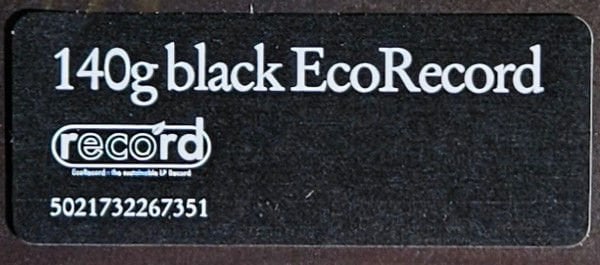 140g black EcoRecord
record
EcoRecord - the sustainable LP Record
5021732267351